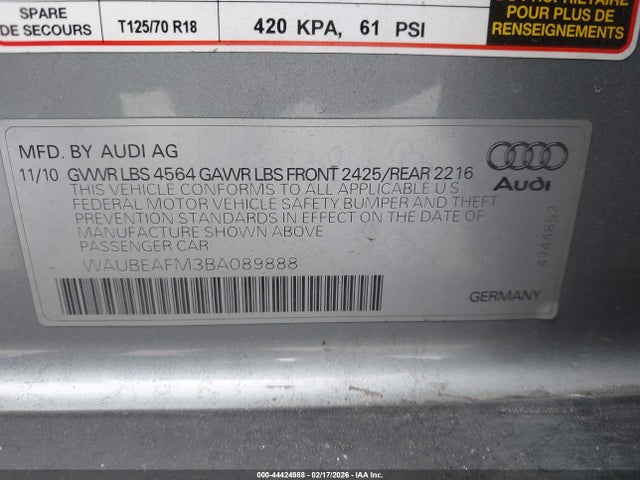 SPARE
DE SECOURS
T125/70 R18
420 KPA, 61 PSI
POUR PLUS DE
RENSEIGNEMENTS
MFD. BY AUDI AG
11/10 GVWR LBS 4564 GAWR LBS FRONT 2425/REAR 2216
THIS VEHICLE CONFORMS TO ALL APPLICABLE U S
FEDERAL MOTOR VEHICLE SAFETY, BUMPER AND THEFT
PREVENTION STANDARDS IN EFFECT ON THE DATE OF
MANUFACTURE SHOWN ABOVE
PASSENGER CAR
WAUBEAFM3BA089888
Audi
4744852
GERMANY
000-44424988 - 02/17/2026 - IAAI, Inc.